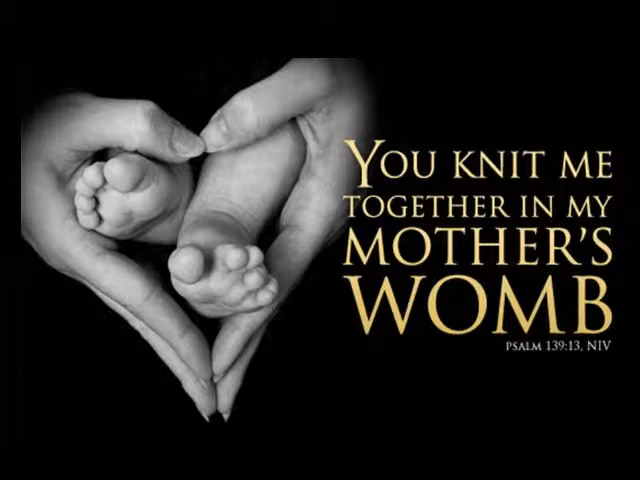 YOU KNIT ME
TOGETHER IN MY
MOTHER'S
WOMB
PSALM 139:13, NIV